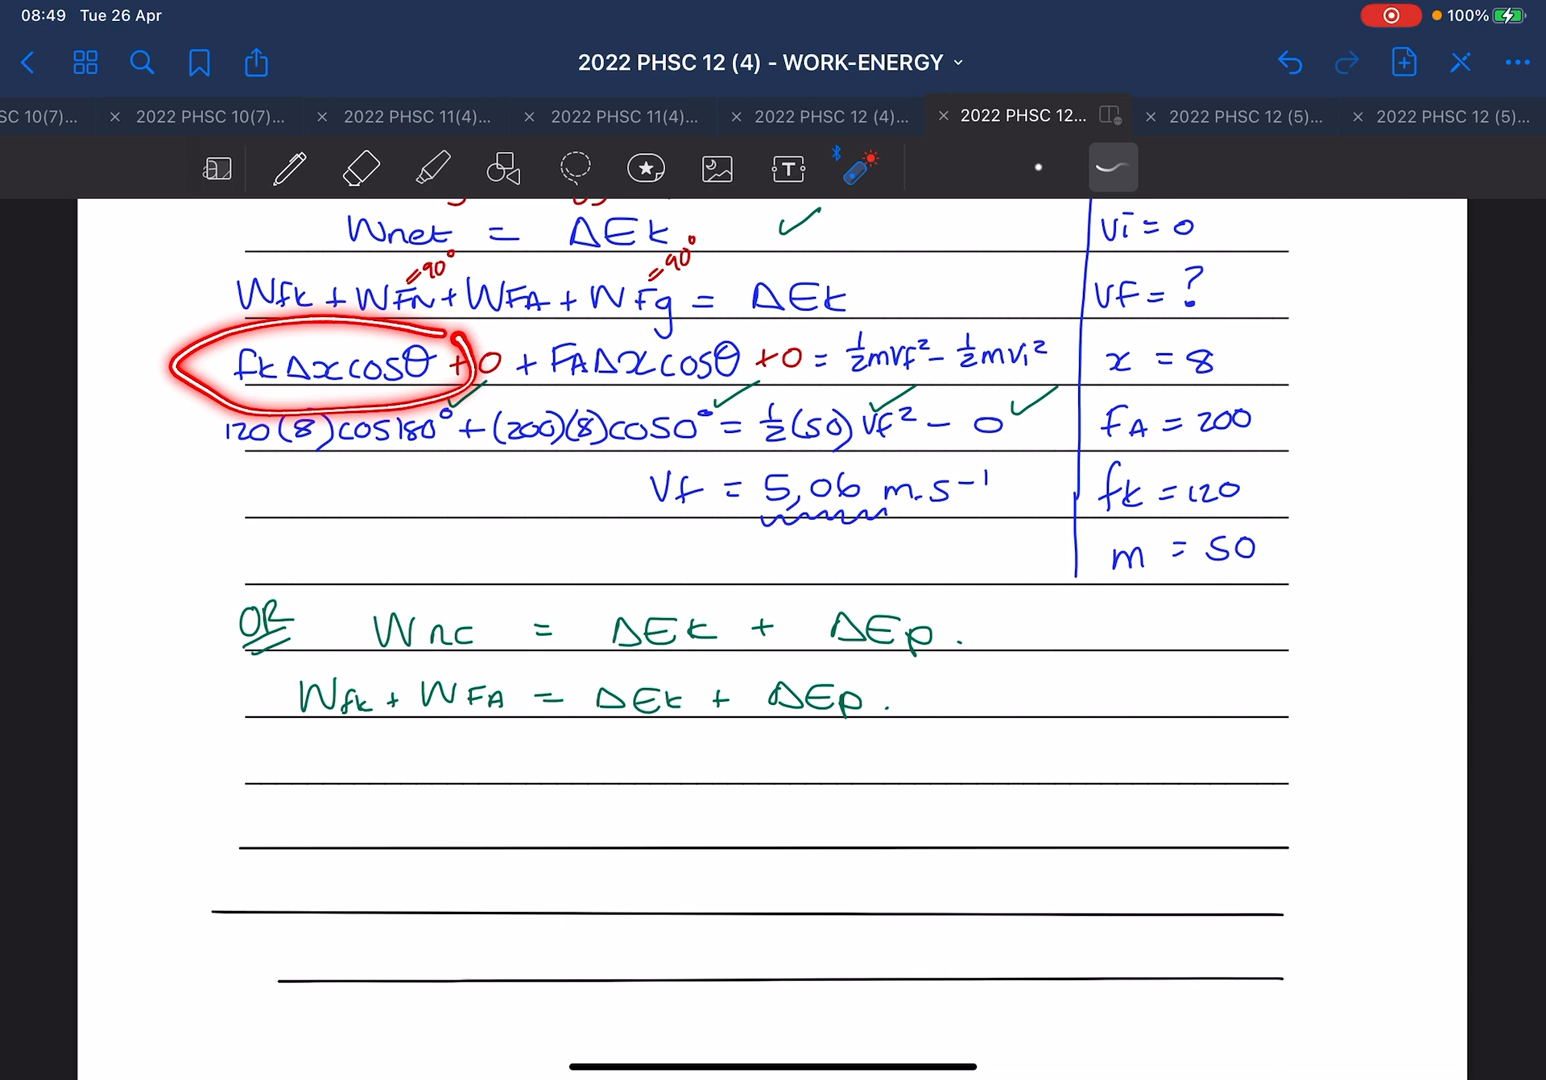 08:49 Tue 26 Apr
100%
2022 PHSC 12 (4) - WORK-ENERGY
SC 10(7)... × 2022 PHSC 10(7)... × 2022 PHSC 11(4)... × 2022 PHSC 11(4)... × 2022 PHSC 12 (4)... × 2022 PHSC 12... × 2022 PHSC 12 (5)... × 2022 PHSC 12 (5)...
T
Wnet = ΔEk ✓
vi = 0
=90° =90°
Wfk + WFN + WFA + WFg = ΔEk
vf = ?
fkΔxcosθ + 0 + FAΔxcosθ + 0 = ½mvf² - ½mvi²
x = 8
120(8)cos180° + (200)(8)cos0° = ½(50)vf² - 0
FA = 200
vf = 5,06 m.s⁻¹
fk = 120
m = 50
OR Wnc = ΔEk + ΔEp.
Wfk + WFA = ΔEk + ΔEp.